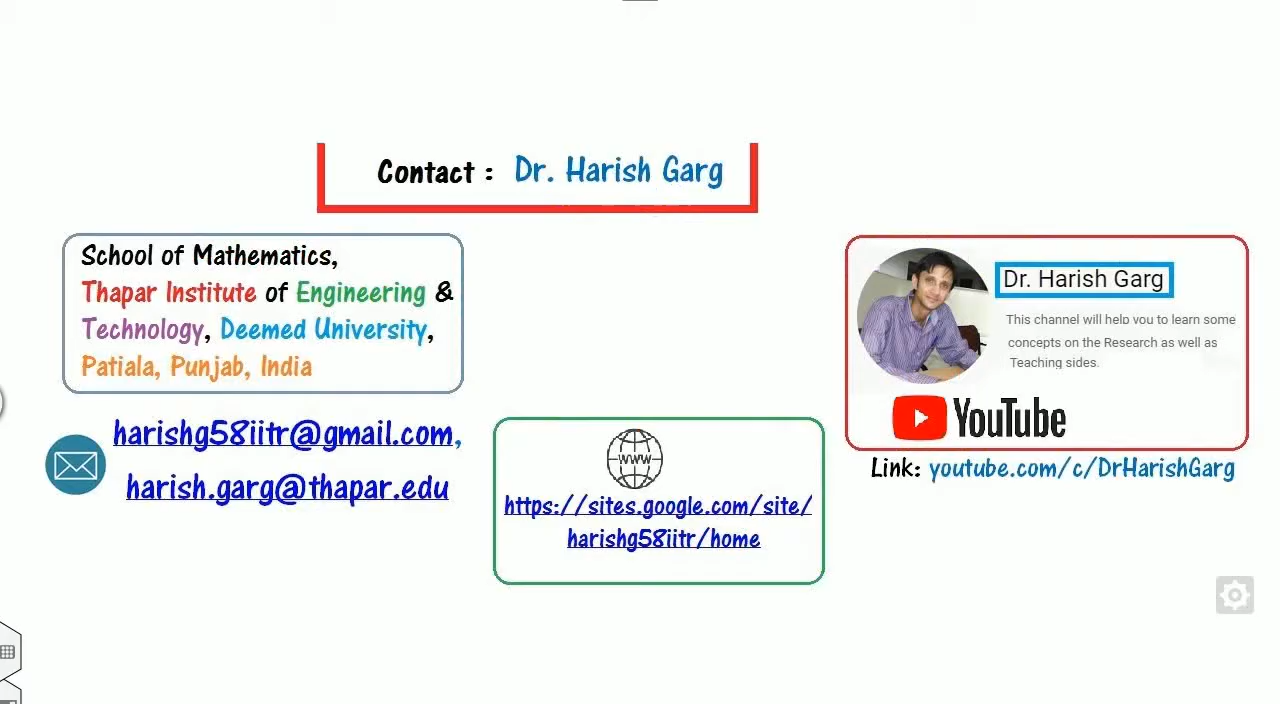 Contact : Dr. Harish Garg
School of Mathematics,
Thapar Institute of Engineering &
Technology, Deemed University,
Patiala, Punjab, India
harishg58iitr@gmail.com,
harish.garg@thapar.edu
WWW
https://sites.google.com/site/
harishg58iitr/home
Dr. Harish Garg
This channel will help you to learn some
concepts on the Research as well as
Teaching sides.
YouTube
Link: youtube.com/c/DrHarishGarg